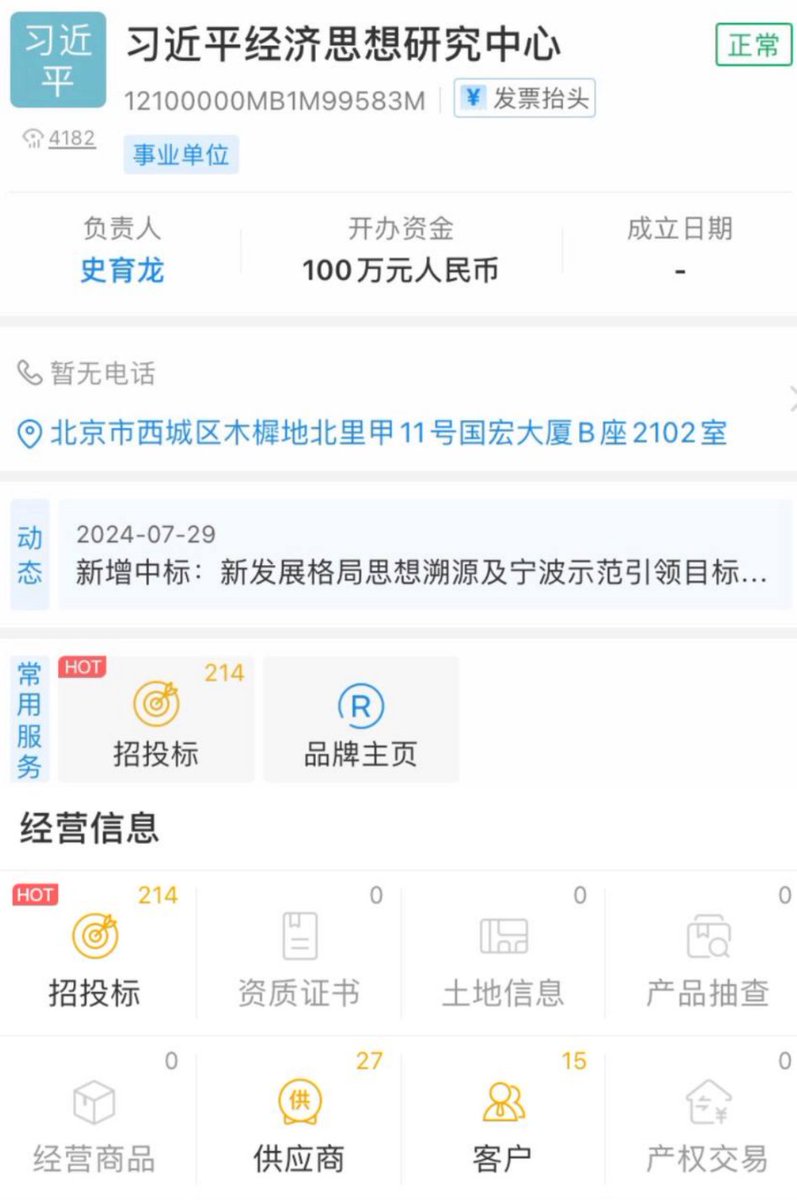 习近
平
习近平经济思想研究中心
正常
12100000MB1M99583M
¥ 发票抬头
4182
事业单位
负责人
开办资金
成立日期
史育龙
100万元人民币
-
暂无电话
北京市西城区木樨地北里甲11号国宏大厦B座2102室
动态
2024-07-29
新增中标：新发展格局思想溯源及宁波示范引领目标...
常用服务
HOT
214
招投标
R
品牌主页
经营信息
HOT
214
招投标
0
资质证书
0
土地信息
0
产品抽查
0
经营商品
27
供
供应商
15
客户
0
¥
产权交易